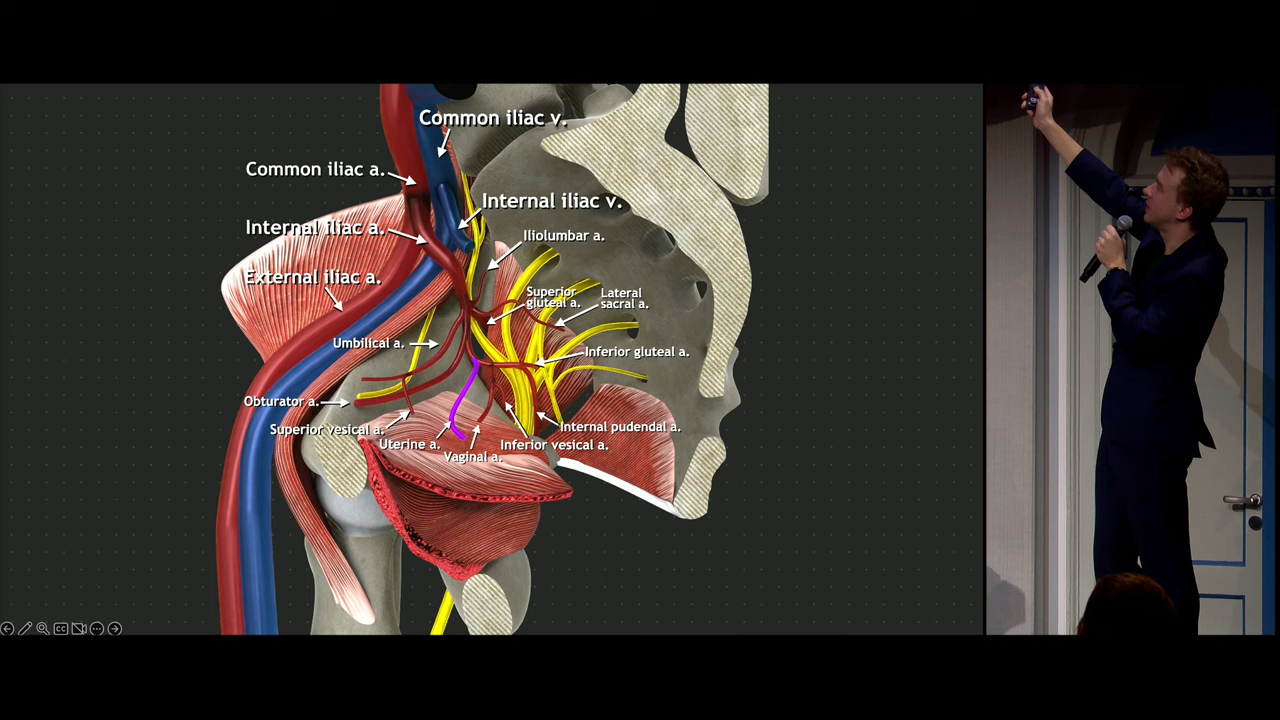 Common iliac v.
Common iliac a.
Internal iliac v.
Internal iliac a.
Iliolumbar a.
External iliac a.
Superior
gluteal a.
Lateral
sacral a.
Umbilical a.
Inferior gluteal a.
Obturator a.
Superior vesical a.
Internal pudendal a.
Uterine a.
Inferior vesical a.
Vaginal a.
CC